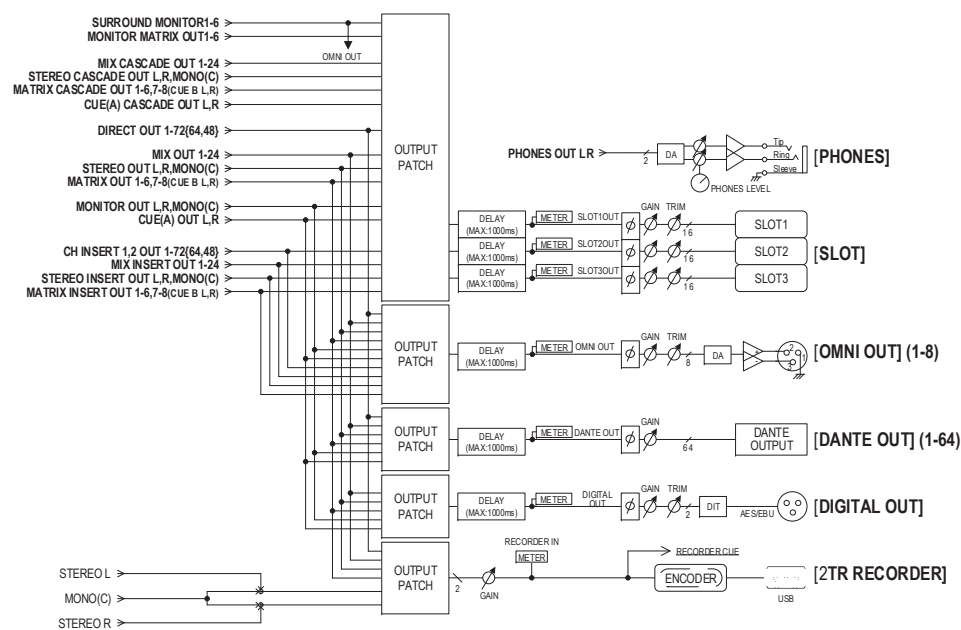 SURROUND MONITOR1-6
MONITOR MATRIX OUT1-6
OMNI OUT
MIX CASCADE OUT 1-24
STEREO CASCADE OUT L,R,MONO(C)
MATRIX CASCADE OUT 1-6,7-8(CUE B L,R)
CUE(A) CASCADE OUT L,R
DIRECT OUT 1-72{64,48}
MIX OUT 1-24
STEREO OUT L,R,MONO(C)
MATRIX OUT 1-6,7-8(CUE B L,R)
MONITOR OUT L,R,MONO(C)
CUE(A) OUT L,R
CH INSERT 1,2 OUT 1-72{64,48}
MIX INSERT OUT 1-24
STEREO INSERT OUT L,R,MONO(C)
MATRIX INSERT OUT 1-6,7-8(CUE B L,R)
OUTPUT
PATCH
PHONES OUT LR
2
DA
PHONES LEVEL
Tip
Ring
Sleeve
[PHONES]
GAIN TRIM
DELAY
(MAX:1000ms)
METER SLOT1OUT
ϕ
16
SLOT1
DELAY
(MAX:1000ms)
METER SLOT2OUT
ϕ
16
SLOT2
[SLOT]
DELAY
(MAX:1000ms)
METER SLOT3OUT
ϕ
16
SLOT3
OUTPUT
PATCH
DELAY
(MAX:1000ms)
METER OMNI OUT
ϕ
GAIN TRIM
8
DA
+
-
2
1
3
[OMNI OUT] (1-8)
OUTPUT
PATCH
DELAY
(MAX:1000ms)
METER DANTE OUT
ϕ
GAIN
64
DANTE
OUTPUT
[DANTE OUT] (1-64)
OUTPUT
PATCH
DELAY
(MAX:1000ms)
METER DIGITAL
OUT
ϕ
GAIN TRIM
2
DIT
AES/EBU
[DIGITAL OUT]
STEREO L
MONO(C)
STEREO R
OUTPUT
PATCH
2
GAIN
RECORDER IN
METER
RECORDER CUE
ENCODER
USB
[2TR RECORDER]